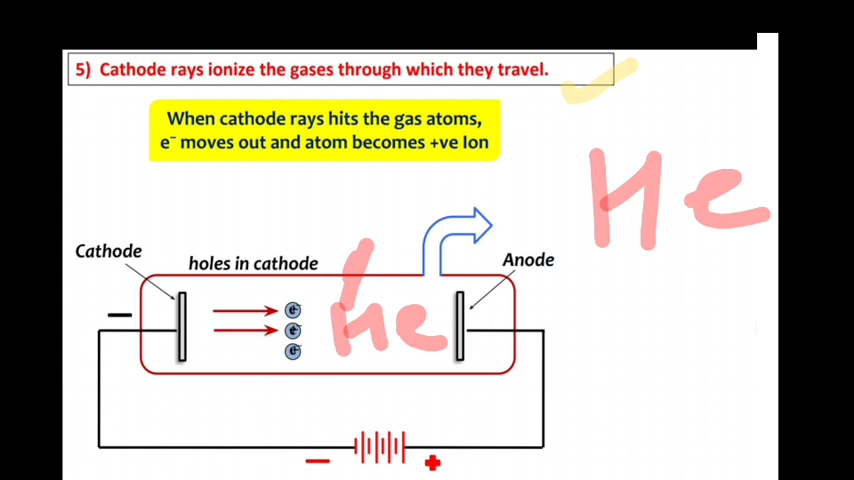 5) Cathode rays ionize the gases through which they travel.
When cathode rays hits the gas atoms,
e⁻ moves out and atom becomes +ve Ion
He
Cathode
holes in cathode
Anode
−
e⁻
e⁻
e⁻
He
− +